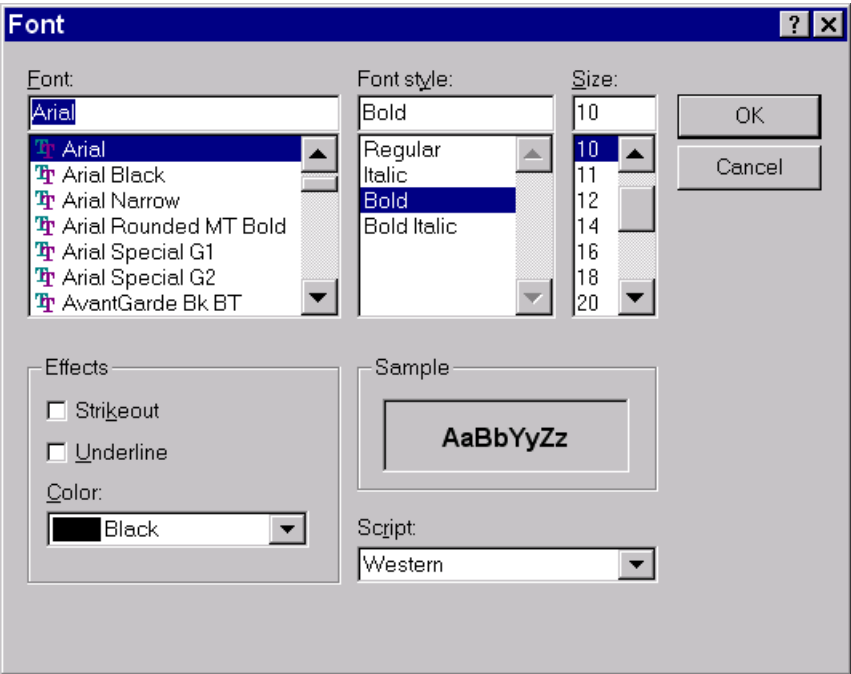 Font
?
Font:
Arial
Arial
Arial Black
Arial Narrow
Arial Rounded MT Bold
Arial Special G1
Arial Special G2
AvantGarde Bk BT
Font style:
Bold
Regular
Italic
Bold
Bold Italic
Size:
10
10
11
12
14
16
18
20
OK
Cancel
Effects
Strikeout
Underline
Color:
Black
Sample
AaBbYyZz
Script:
Western